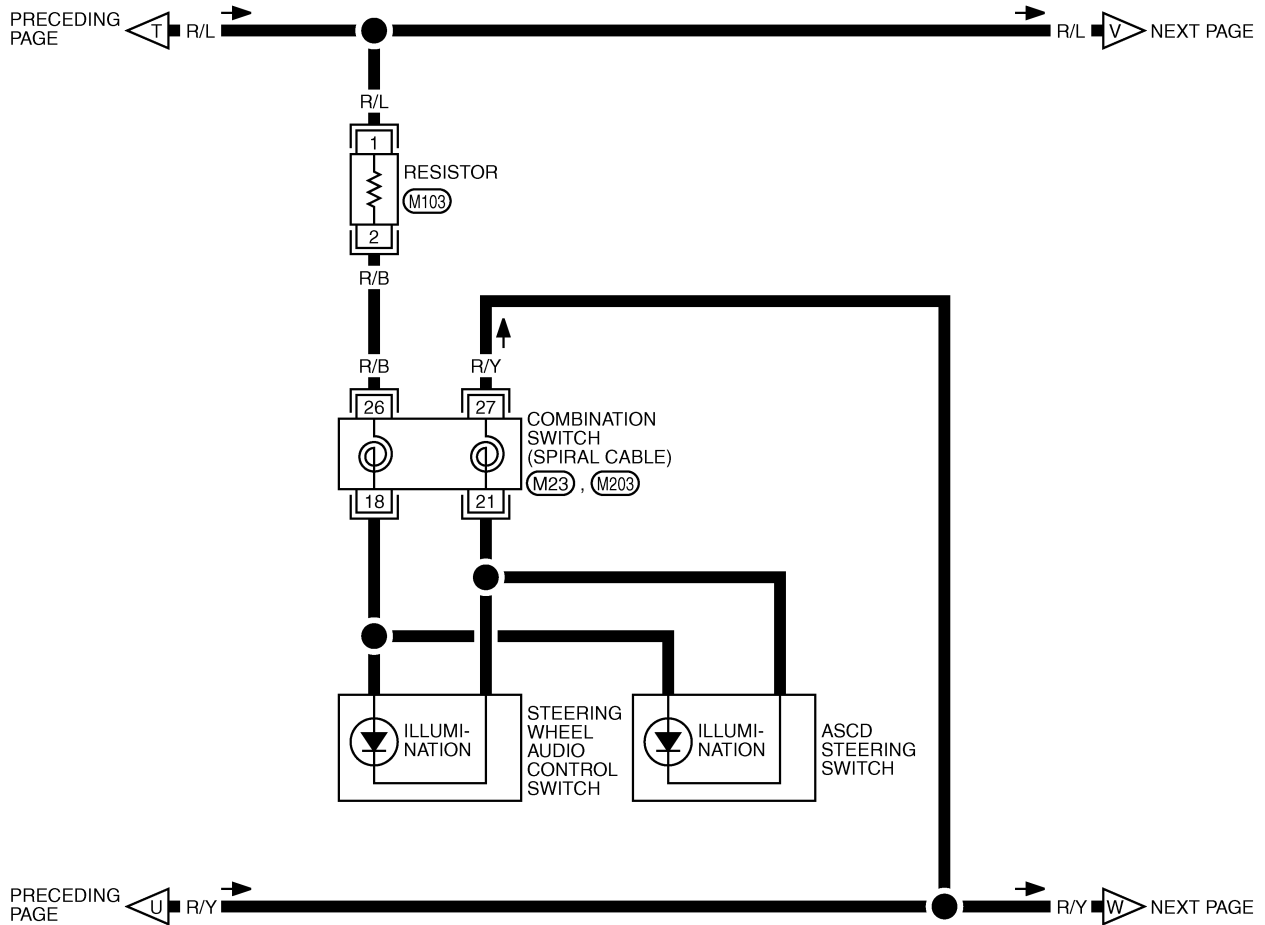 PRECEDING
PAGE
T
R/L
R/L
V
NEXT PAGE
R/L
1
RESISTOR
M103
2
R/B
R/B
R/Y
26
27
COMBINATION
SWITCH
(SPIRAL CABLE)
M23 , M203
18
21
ILLUMI-
NATION
STEERING
WHEEL
AUDIO
CONTROL
SWITCH
ILLUMI-
NATION
ASCD
STEERING
SWITCH
PRECEDING
PAGE
U
R/Y
R/Y
W
NEXT PAGE